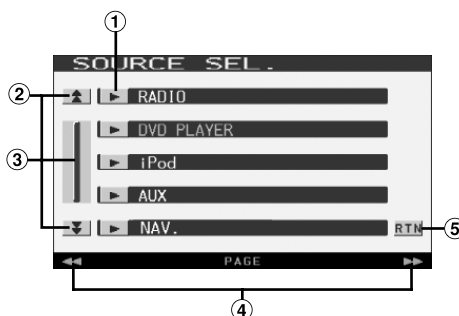 ①
SOURCE SEL.
②
RADIO
DVD PLAYER
③
iPod
AUX
NAV.
RTN
⑤
PAGE
④